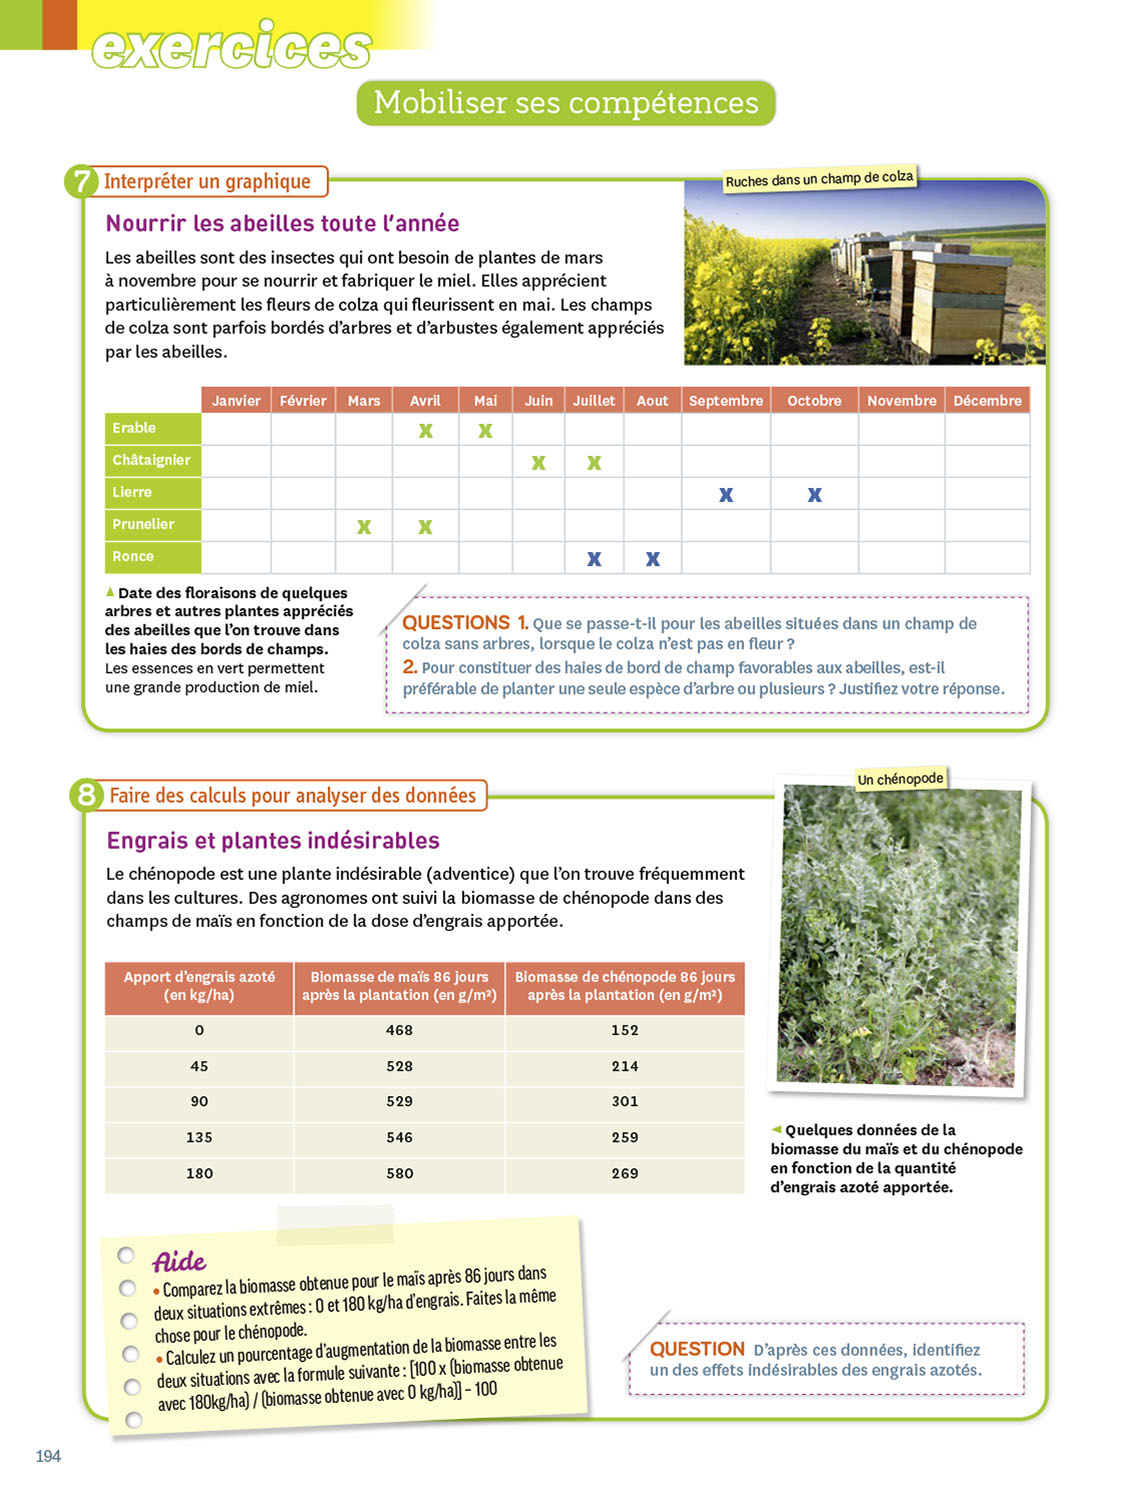 exercices
Mobiliser ses compétences
7 Interpréter un graphique
Ruches dans un champ de colza
Nourrir les abeilles toute l'année
Les abeilles sont des insectes qui ont besoin de plantes de mars
à novembre pour se nourrir et fabriquer le miel. Elles apprécient
particulièrement les fleurs de colza qui fleurissent en mai. Les champs
de colza sont parfois bordés d'arbres et d'arbustes également appréciés
par les abeilles.
Janvier Février Mars Avril Mai Juin Juillet Aout Septembre Octobre Novembre Décembre
Erable X X
Châtaignier X X
Lierre X X
Prunelier X X
Ronce X X
Date des floraisons de quelques
arbres et autres plantes appréciés
des abeilles que l'on trouve dans
les haies des bords de champs.
Les essences en vert permettent
une grande production de miel.
QUESTIONS 1. Que se passe-t-il pour les abeilles situées dans un champ de
colza sans arbres, lorsque le colza n'est pas en fleur ?
2. Pour constituer des haies de bord de champ favorables aux abeilles, est-il
préférable de planter une seule espèce d'arbre ou plusieurs ? Justifiez votre réponse.
8 Faire des calculs pour analyser des données
Un chénopode
Engrais et plantes indésirables
Le chénopode est une plante indésirable (adventice) que l'on trouve fréquemment
dans les cultures. Des agronomes ont suivi la biomasse de chénopode dans des
champs de maïs en fonction de la dose d'engrais apportée.
Apport d'engrais azoté
(en kg/ha)
Biomasse de maïs 86 jours
après la plantation (en g/m²)
Biomasse de chénopode 86 jours
après la plantation (en g/m²)
0 468 152
45 528 214
90 529 301
135 546 259
180 580 269
Quelques données de la
biomasse du maïs et du chénopode
en fonction de la quantité
d'engrais azoté apportée.
Aide
• Comparez la biomasse obtenue pour le maïs après 86 jours dans
deux situations extrêmes : 0 et 180 kg/ha d'engrais. Faites la même
chose pour le chénopode.
• Calculez un pourcentage d'augmentation de la biomasse entre les
deux situations avec la formule suivante : [100 x (biomasse obtenue
avec 180kg/ha) / (biomasse obtenue avec 0 kg/ha)] – 100
QUESTION D'après ces données, identifiez
un des effets indésirables des engrais azotés.
194